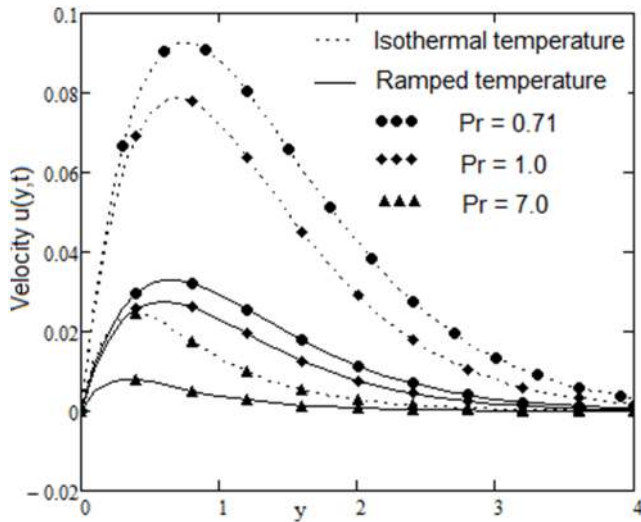 0.1
Isothermal temperature
0.08
Ramped temperature
Pr = 0.71
0.06
Pr = 1.0
Pr = 7.0
Velocity u(y,t)
0.04
0.02
0
−0.02
0
1
y
2
3
4